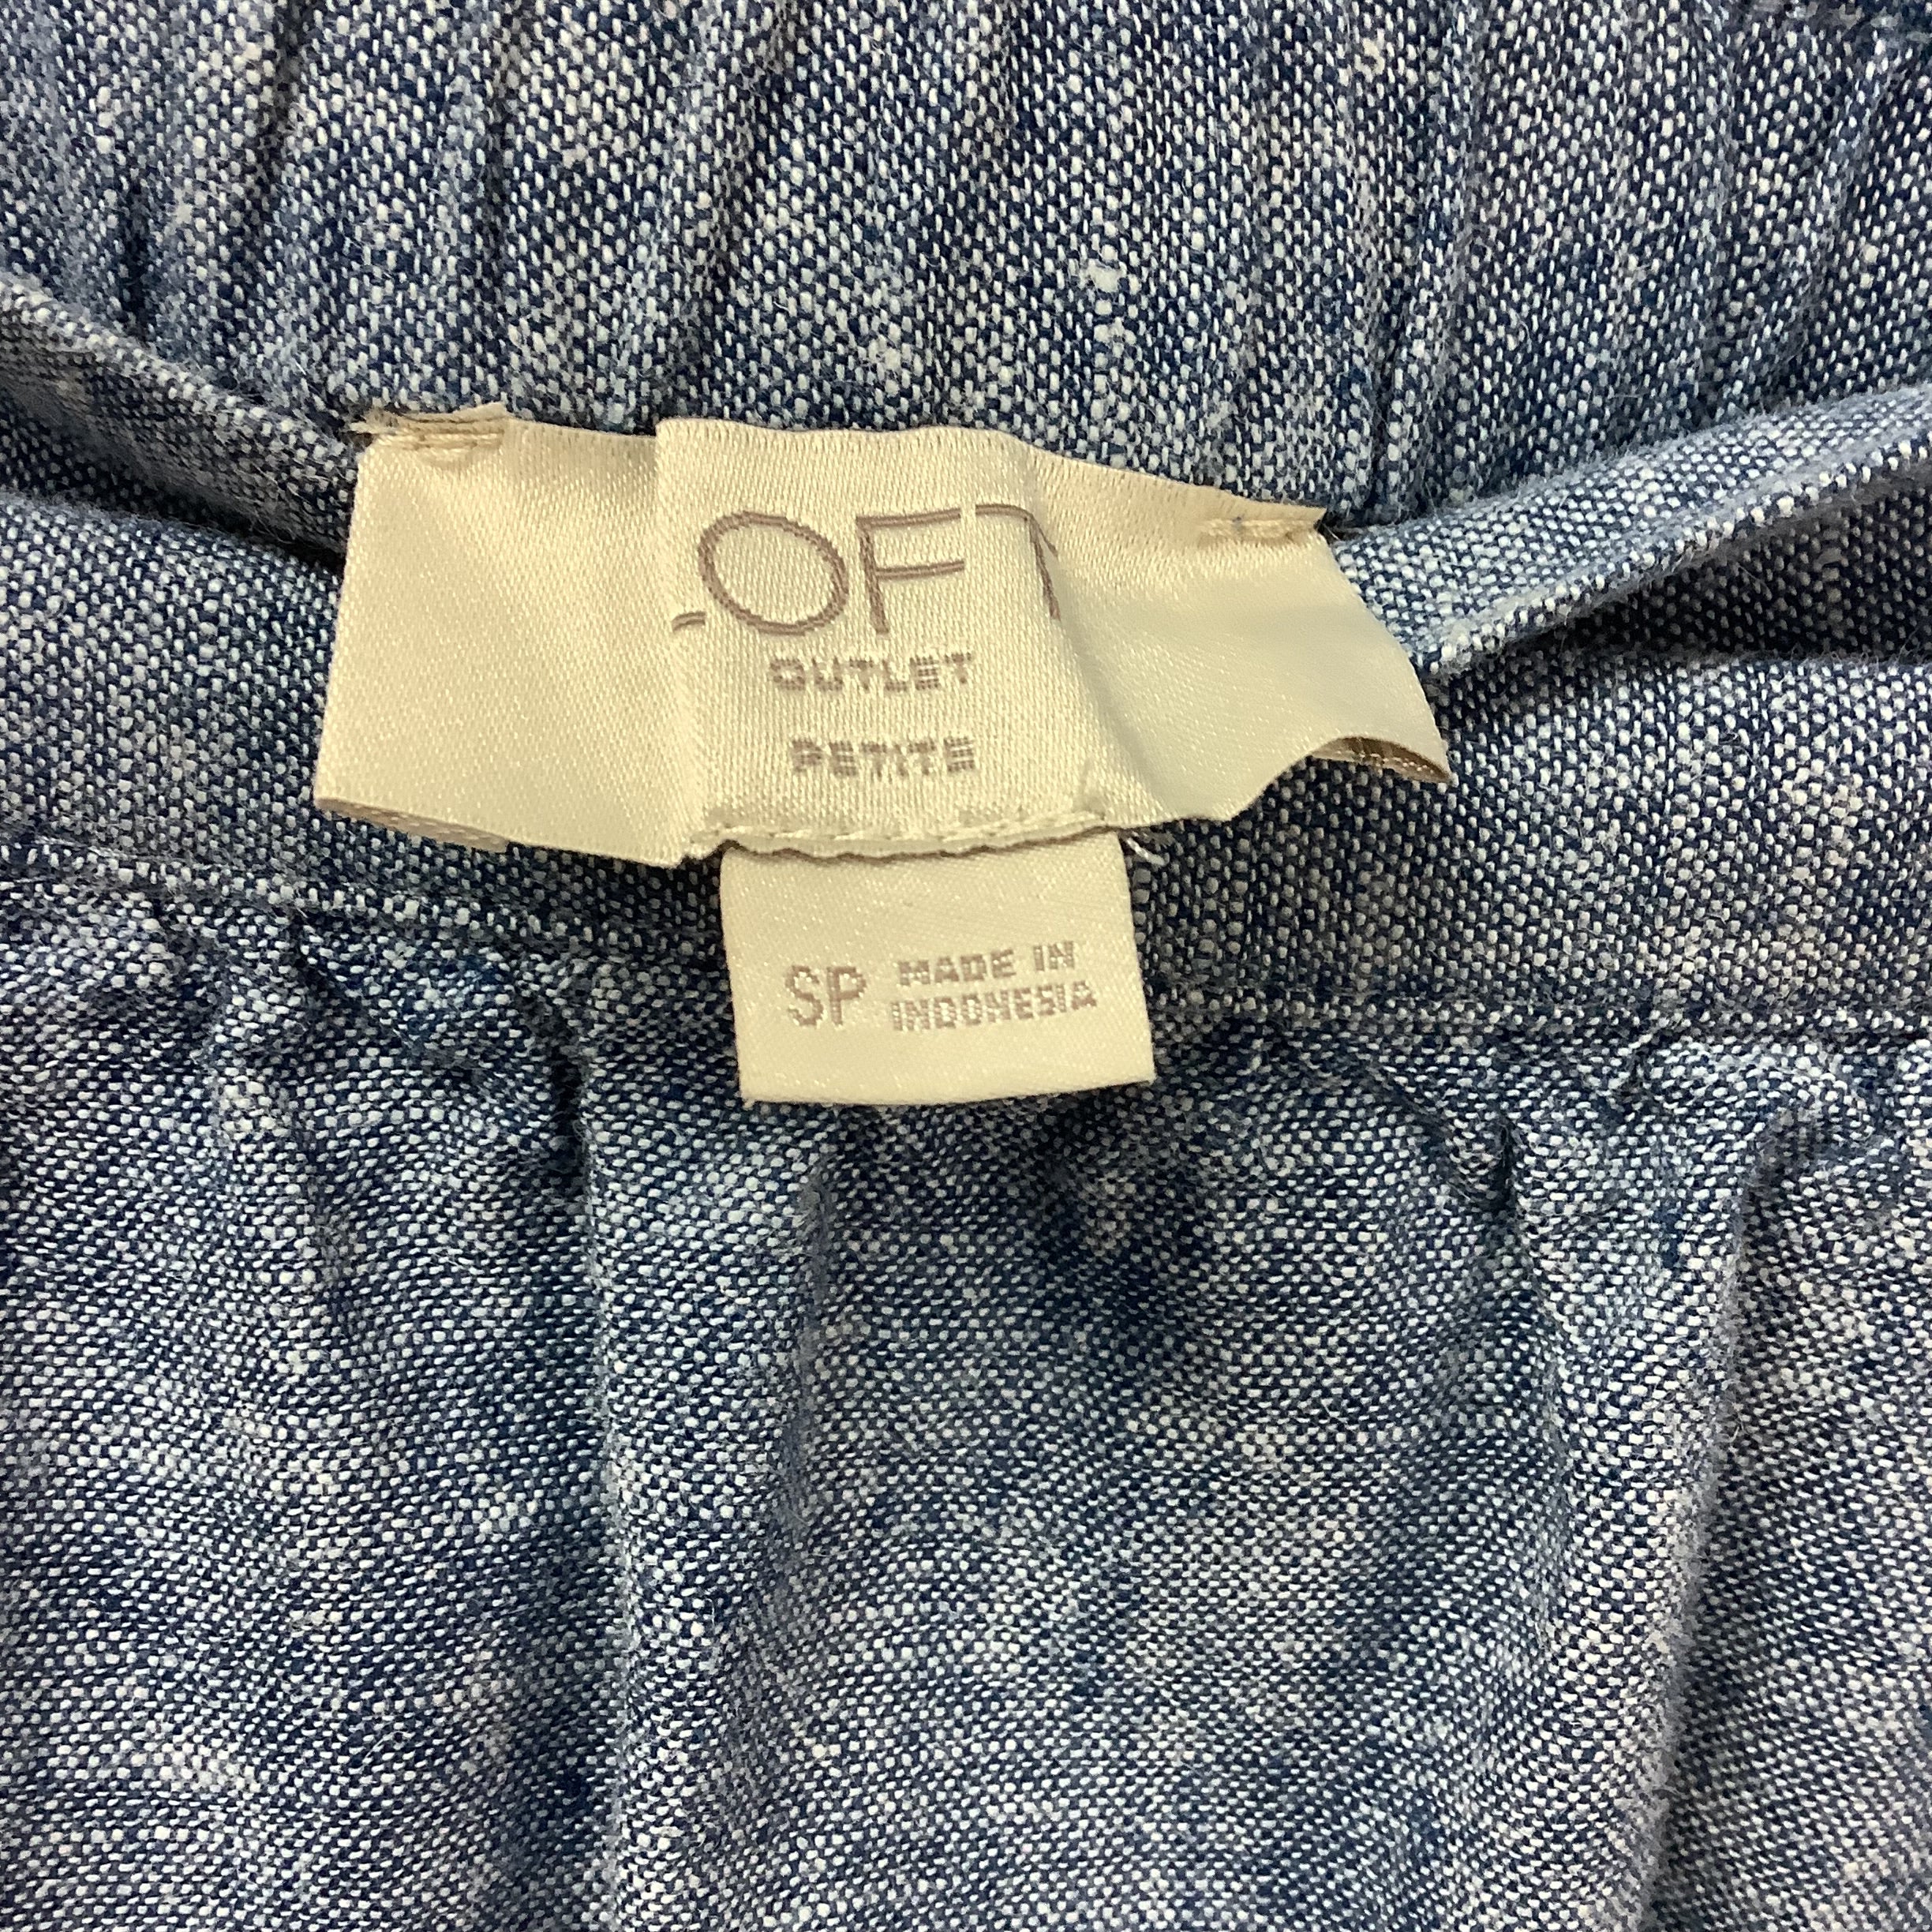 LOFT
OUTLET
PETITE
SP MADE IN
INDONESIA